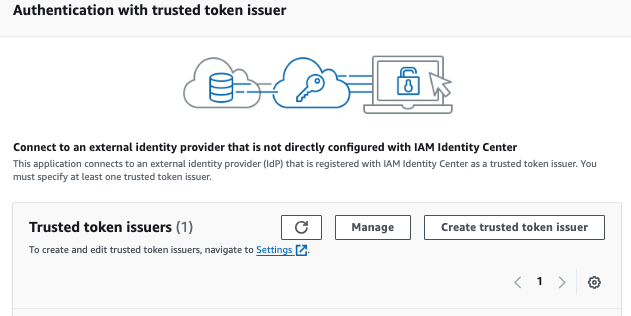 Authentication with trusted token issuer
Connect to an external identity provider that is not directly configured with IAM Identity Center
This application connects to an external identity provider (IdP) that is registered with IAM Identity Center as a trusted token issuer. You
must specify at least one trusted token issuer.
Trusted token issuers (1)
Manage
Create trusted token issuer
To create and edit trusted token issuers, navigate to Settings.
1